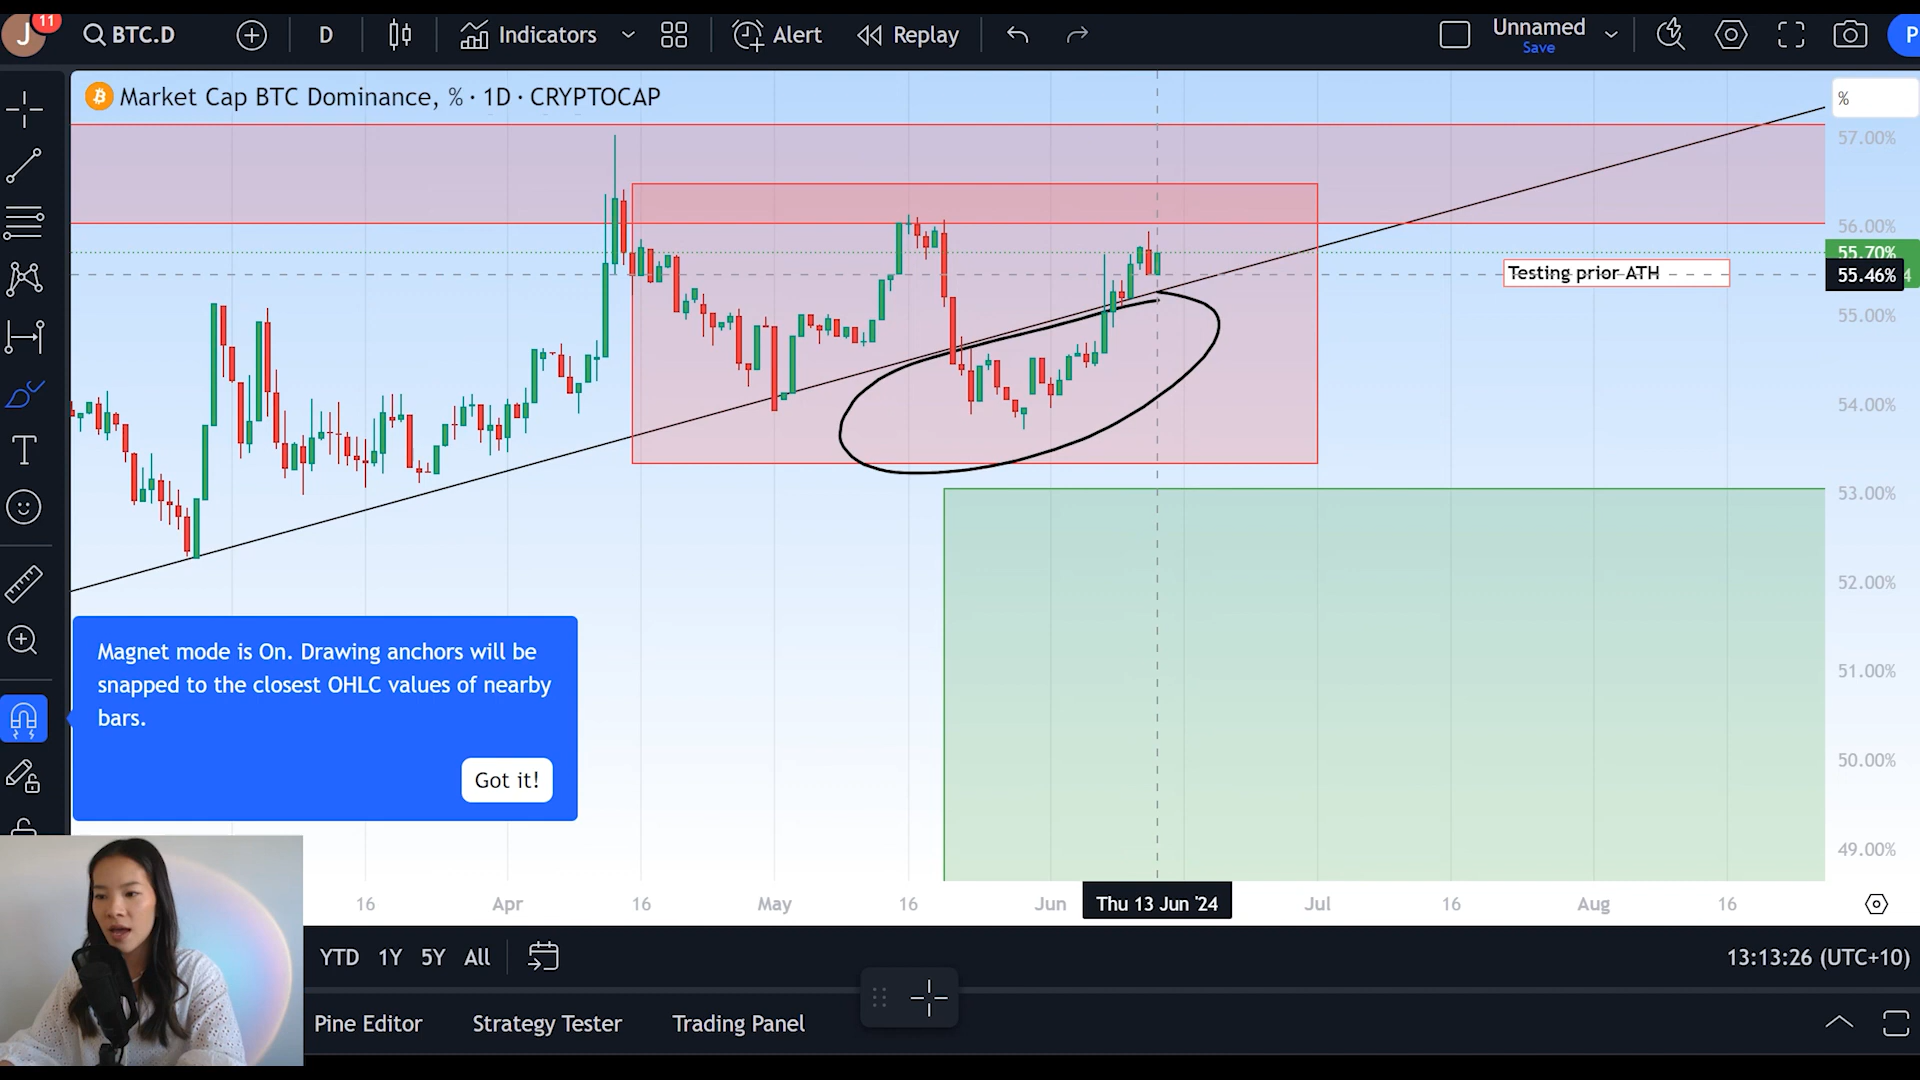 J
11
BTC.D
D
Indicators
Alert
Replay
Unnamed
Save
P
Market Cap BTC Dominance, % · 1D · CRYPTOCAP
%
57.00%
56.00%
55.70%
55.46%
4
Testing prior ATH
55.00%
54.00%
53.00%
52.00%
51.00%
50.00%
49.00%
Magnet mode is On. Drawing anchors will be
snapped to the closest OHLC values of nearby
bars.
Got it!
16
Apr
16
May
16
Jun
Thu 13 Jun '24
Jul
16
Aug
16
YTD
1Y
5Y
All
13:13:26 (UTC+10)
Pine Editor
Strategy Tester
Trading Panel